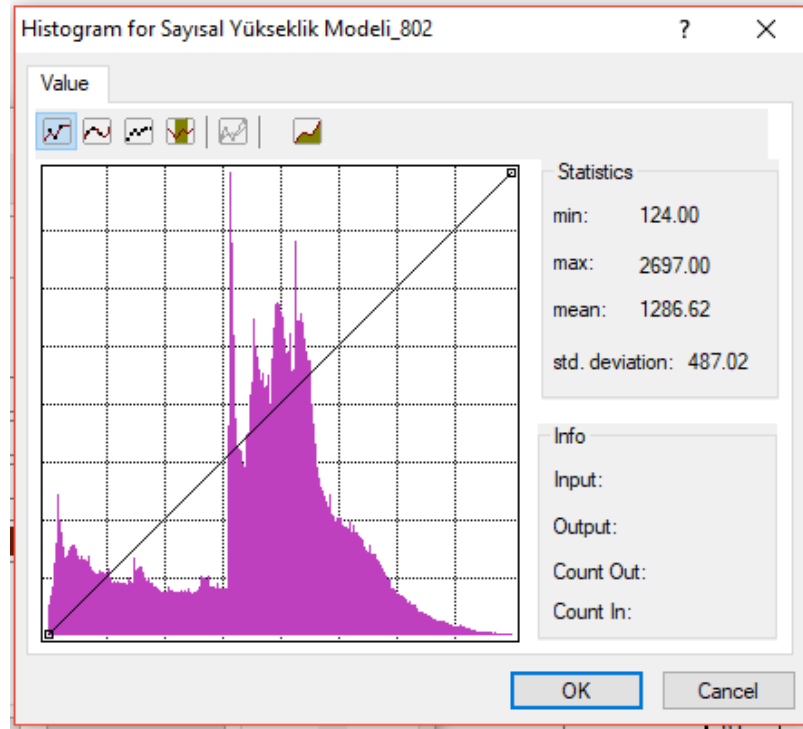 Histogram for Sayısal Yükseklik Modeli_802
Value
Statistics
min: 124.00
max: 2697.00
mean: 1286.62
std. deviation: 487.02
Info
Input:
Output:
Count Out:
Count In:
OK Cancel